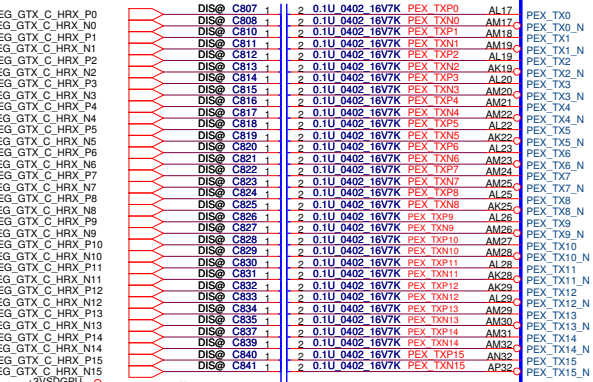 EG_GTX_C_HRX_P0 DIS@ C807 1 2 0.1U_0402_16V7K PEX_TXP0 AL17 PEX_TX0
EG_GTX_C_HRX_N0 DIS@ C808 1 2 0.1U_0402_16V7K PEX_TXN0 AM17 PEX_TX0_N
EG_GTX_C_HRX_P1 DIS@ C810 1 2 0.1U_0402_16V7K PEX_TXP1 AM18 PEX_TX1
EG_GTX_C_HRX_N1 DIS@ C811 1 2 0.1U_0402_16V7K PEX_TXN1 AM19 PEX_TX1_N
EG_GTX_C_HRX_P2 DIS@ C812 1 2 0.1U_0402_16V7K PEX_TXP2 AL19 PEX_TX2
EG_GTX_C_HRX_N2 DIS@ C813 1 2 0.1U_0402_16V7K PEX_TXN2 AK19 PEX_TX2_N
EG_GTX_C_HRX_P3 DIS@ C814 1 2 0.1U_0402_16V7K PEX_TXP3 AL20 PEX_TX3
EG_GTX_C_HRX_N3 DIS@ C815 1 2 0.1U_0402_16V7K PEX_TXN3 AM20 PEX_TX3_N
EG_GTX_C_HRX_P4 DIS@ C816 1 2 0.1U_0402_16V7K PEX_TXP4 AM21 PEX_TX4
EG_GTX_C_HRX_N4 DIS@ C817 1 2 0.1U_0402_16V7K PEX_TXN4 AM22 PEX_TX4_N
EG_GTX_C_HRX_P5 DIS@ C818 1 2 0.1U_0402_16V7K PEX_TXP5 AL22 PEX_TX5
EG_GTX_C_HRX_N5 DIS@ C819 1 2 0.1U_0402_16V7K PEX_TXN5 AK22 PEX_TX5_N
EG_GTX_C_HRX_P6 DIS@ C820 1 2 0.1U_0402_16V7K PEX_TXP6 AL23 PEX_TX6
EG_GTX_C_HRX_N6 DIS@ C821 1 2 0.1U_0402_16V7K PEX_TXN6 AM23 PEX_TX6_N
EG_GTX_C_HRX_P7 DIS@ C822 1 2 0.1U_0402_16V7K PEX_TXP7 AM24 PEX_TX7
EG_GTX_C_HRX_N7 DIS@ C823 1 2 0.1U_0402_16V7K PEX_TXN7 AM25 PEX_TX7_N
EG_GTX_C_HRX_P8 DIS@ C824 1 2 0.1U_0402_16V7K PEX_TXP8 AL25 PEX_TX8
EG_GTX_C_HRX_N8 DIS@ C825 1 2 0.1U_0402_16V7K PEX_TXN8 AK25 PEX_TX8_N
EG_GTX_C_HRX_P9 DIS@ C826 1 2 0.1U_0402_16V7K PEX_TXP9 AL26 PEX_TX9
EG_GTX_C_HRX_N9 DIS@ C827 1 2 0.1U_0402_16V7K PEX_TXN9 AM26 PEX_TX9_N
EG_GTX_C_HRX_P10 DIS@ C828 1 2 0.1U_0402_16V7K PEX_TXP10 AM27 PEX_TX10
EG_GTX_C_HRX_N10 DIS@ C829 1 2 0.1U_0402_16V7K PEX_TXN10 AM28 PEX_TX10_N
EG_GTX_C_HRX_P11 DIS@ C830 1 2 0.1U_0402_16V7K PEX_TXP11 AL28 PEX_TX11
EG_GTX_C_HRX_N11 DIS@ C831 1 2 0.1U_0402_16V7K PEX_TXN11 AK28 PEX_TX11_N
EG_GTX_C_HRX_P12 DIS@ C832 1 2 0.1U_0402_16V7K PEX_TXP12 AK29 PEX_TX12
EG_GTX_C_HRX_N12 DIS@ C833 1 2 0.1U_0402_16V7K PEX_TXN12 AL29 PEX_TX12_N
EG_GTX_C_HRX_P13 DIS@ C834 1 2 0.1U_0402_16V7K PEX_TXP13 AM29 PEX_TX13
EG_GTX_C_HRX_N13 DIS@ C835 1 2 0.1U_0402_16V7K PEX_TXN13 AM30 PEX_TX13_N
EG_GTX_C_HRX_P14 DIS@ C837 1 2 0.1U_0402_16V7K PEX_TXP14 AM31 PEX_TX14
EG_GTX_C_HRX_N14 DIS@ C839 1 2 0.1U_0402_16V7K PEX_TXN14 AM32 PEX_TX14_N
EG_GTX_C_HRX_P15 DIS@ C840 1 2 0.1U_0402_16V7K PEX_TXP15 AN32 PEX_TX15
EG_GTX_C_HRX_N15 DIS@ C841 1 2 0.1U_0402_16V7K PEX_TXN15 AP32 PEX_TX15_N